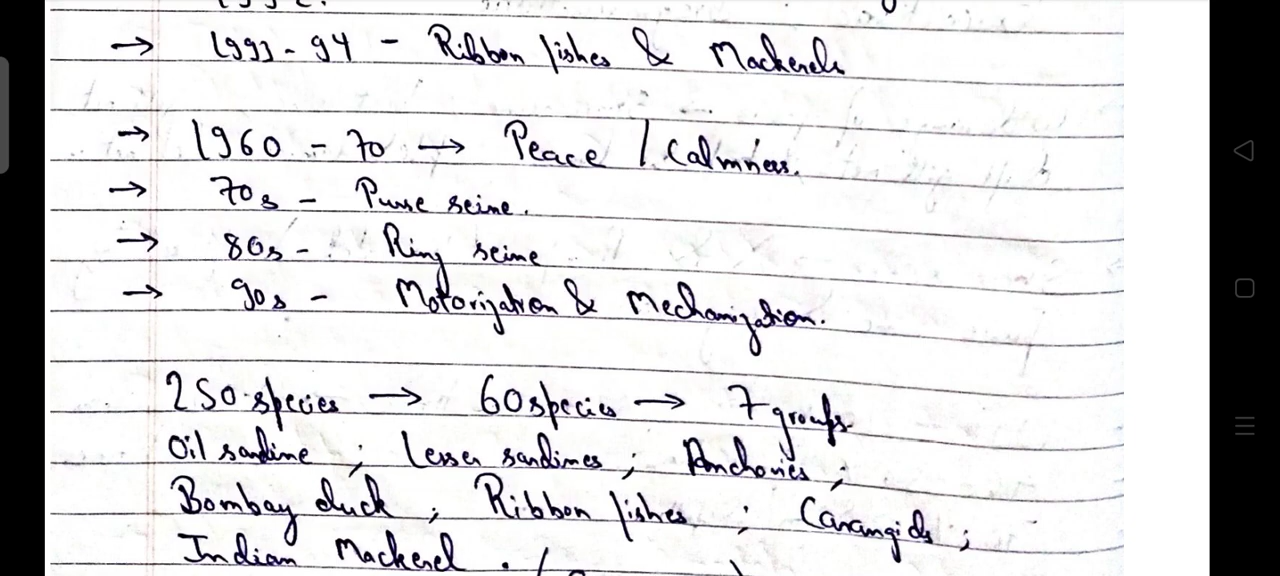 → 1993-94 - Ribbon fishes & Mackerels
→ 1960-70 → Peace / Calmness.
→ 70s - Purse seine.
→ 80s - Ring seine
→ 90s - Motorization & Mechanization.
250 species → 60 species → 7 groups
Oil sardine ; Lesser sardines ; Anchovies ;
Bombay duck ; Ribbon fishes ; Carangids ;
Indian Mackerel . (